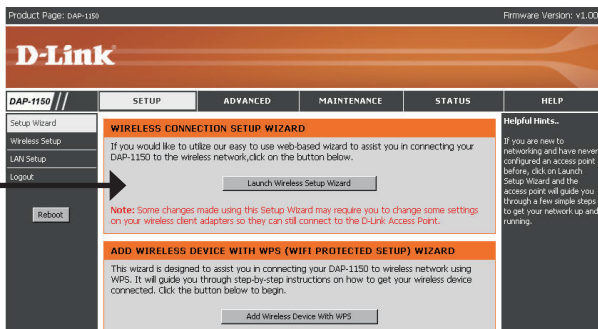 Product Page: DAP-1150
Firmware Version: v1.00
D-Link
DAP-1150
SETUP
ADVANCED
MAINTENANCE
STATUS
HELP
Setup Wizard
Wireless Setup
LAN Setup
Logout
Reboot
WIRELESS CONNECTION SETUP WIZARD
If you would like to utilize our easy to use web-based wizard to assist you in connecting your
DAP-1150 to the wireless network,click on the button below.
Launch Wireless Setup Wizard
Note: Some changes made using this Setup Wizard may require you to change some settings
on your wireless client adapters so they can still connect to the D-Link Access Point.
ADD WIRELESS DEVICE WITH WPS (WIFI PROTECTED SETUP) WIZARD
This wizard is designed to assist you in connecting your DAP-1150 to wireless network using
WPS. It will guide you through step-by-step instructions on how to get your wireless device
connected. Click the button below to begin.
Add Wireless Device With WPS
Helpful Hints..
If you are new to
networking and have never
configured an access point
before, click on Launch
Setup Wizard and the
access point will guide you
through a few simple steps
to get your network up and
running.